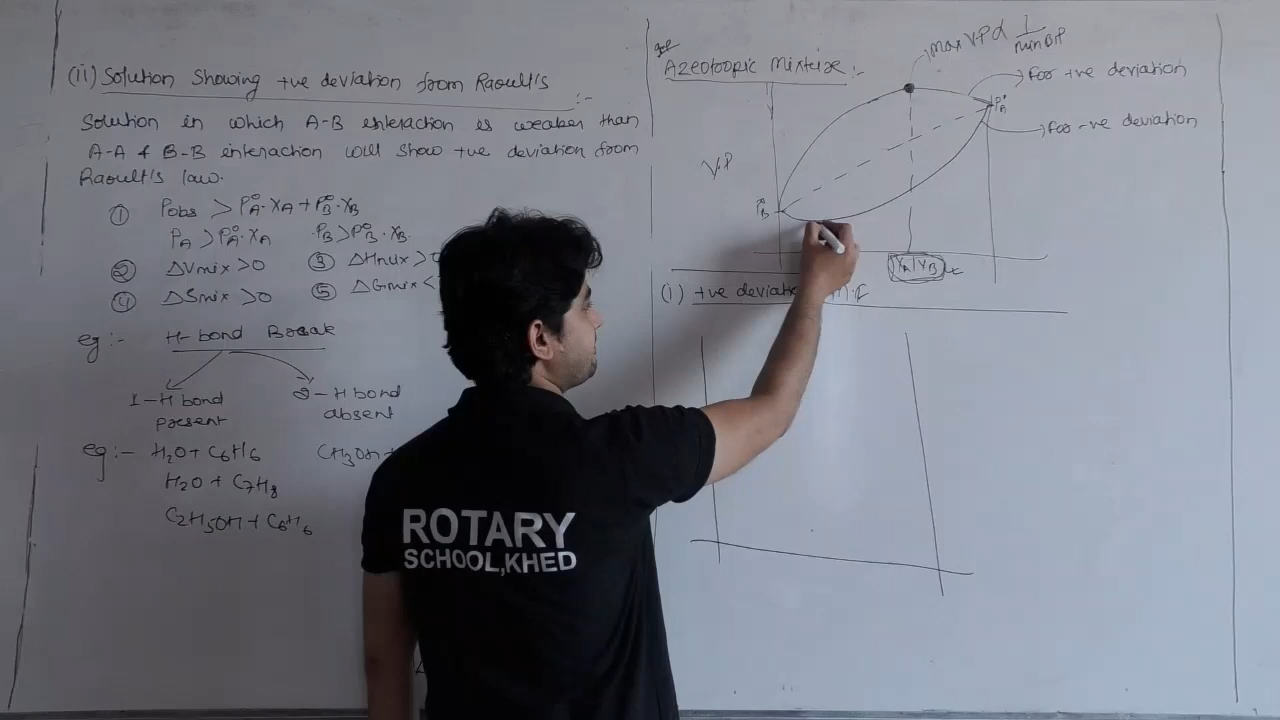 (ii) Solution Showing +ve deviation from Raoult's :-
Solution in which A-B interaction is weaker than
A-A & B-B interaction will show +ve deviation from
Raoult's law.
① Pobs > P°A·XA + P°B·XB
PA > P°A·XA PB > P°B·XB
② ΔVmix > 0 ③ ΔHmix > 0
④ ΔSmix > 0 ⑤ ΔGmix <
eg :- H-bond Break
1-H bond present
2-H bond absent
eg :- H2O + C6H6 CH3OH +
H2O + C7H8
C2H5OH + C6H6
Azeotropic Mixture :-
max VP α 1/min BP
for +ve deviation
P°A
for -ve deviation
V.P
P°B
XA/XB
(i) +ve deviation
ROTARY
SCHOOL,KHED